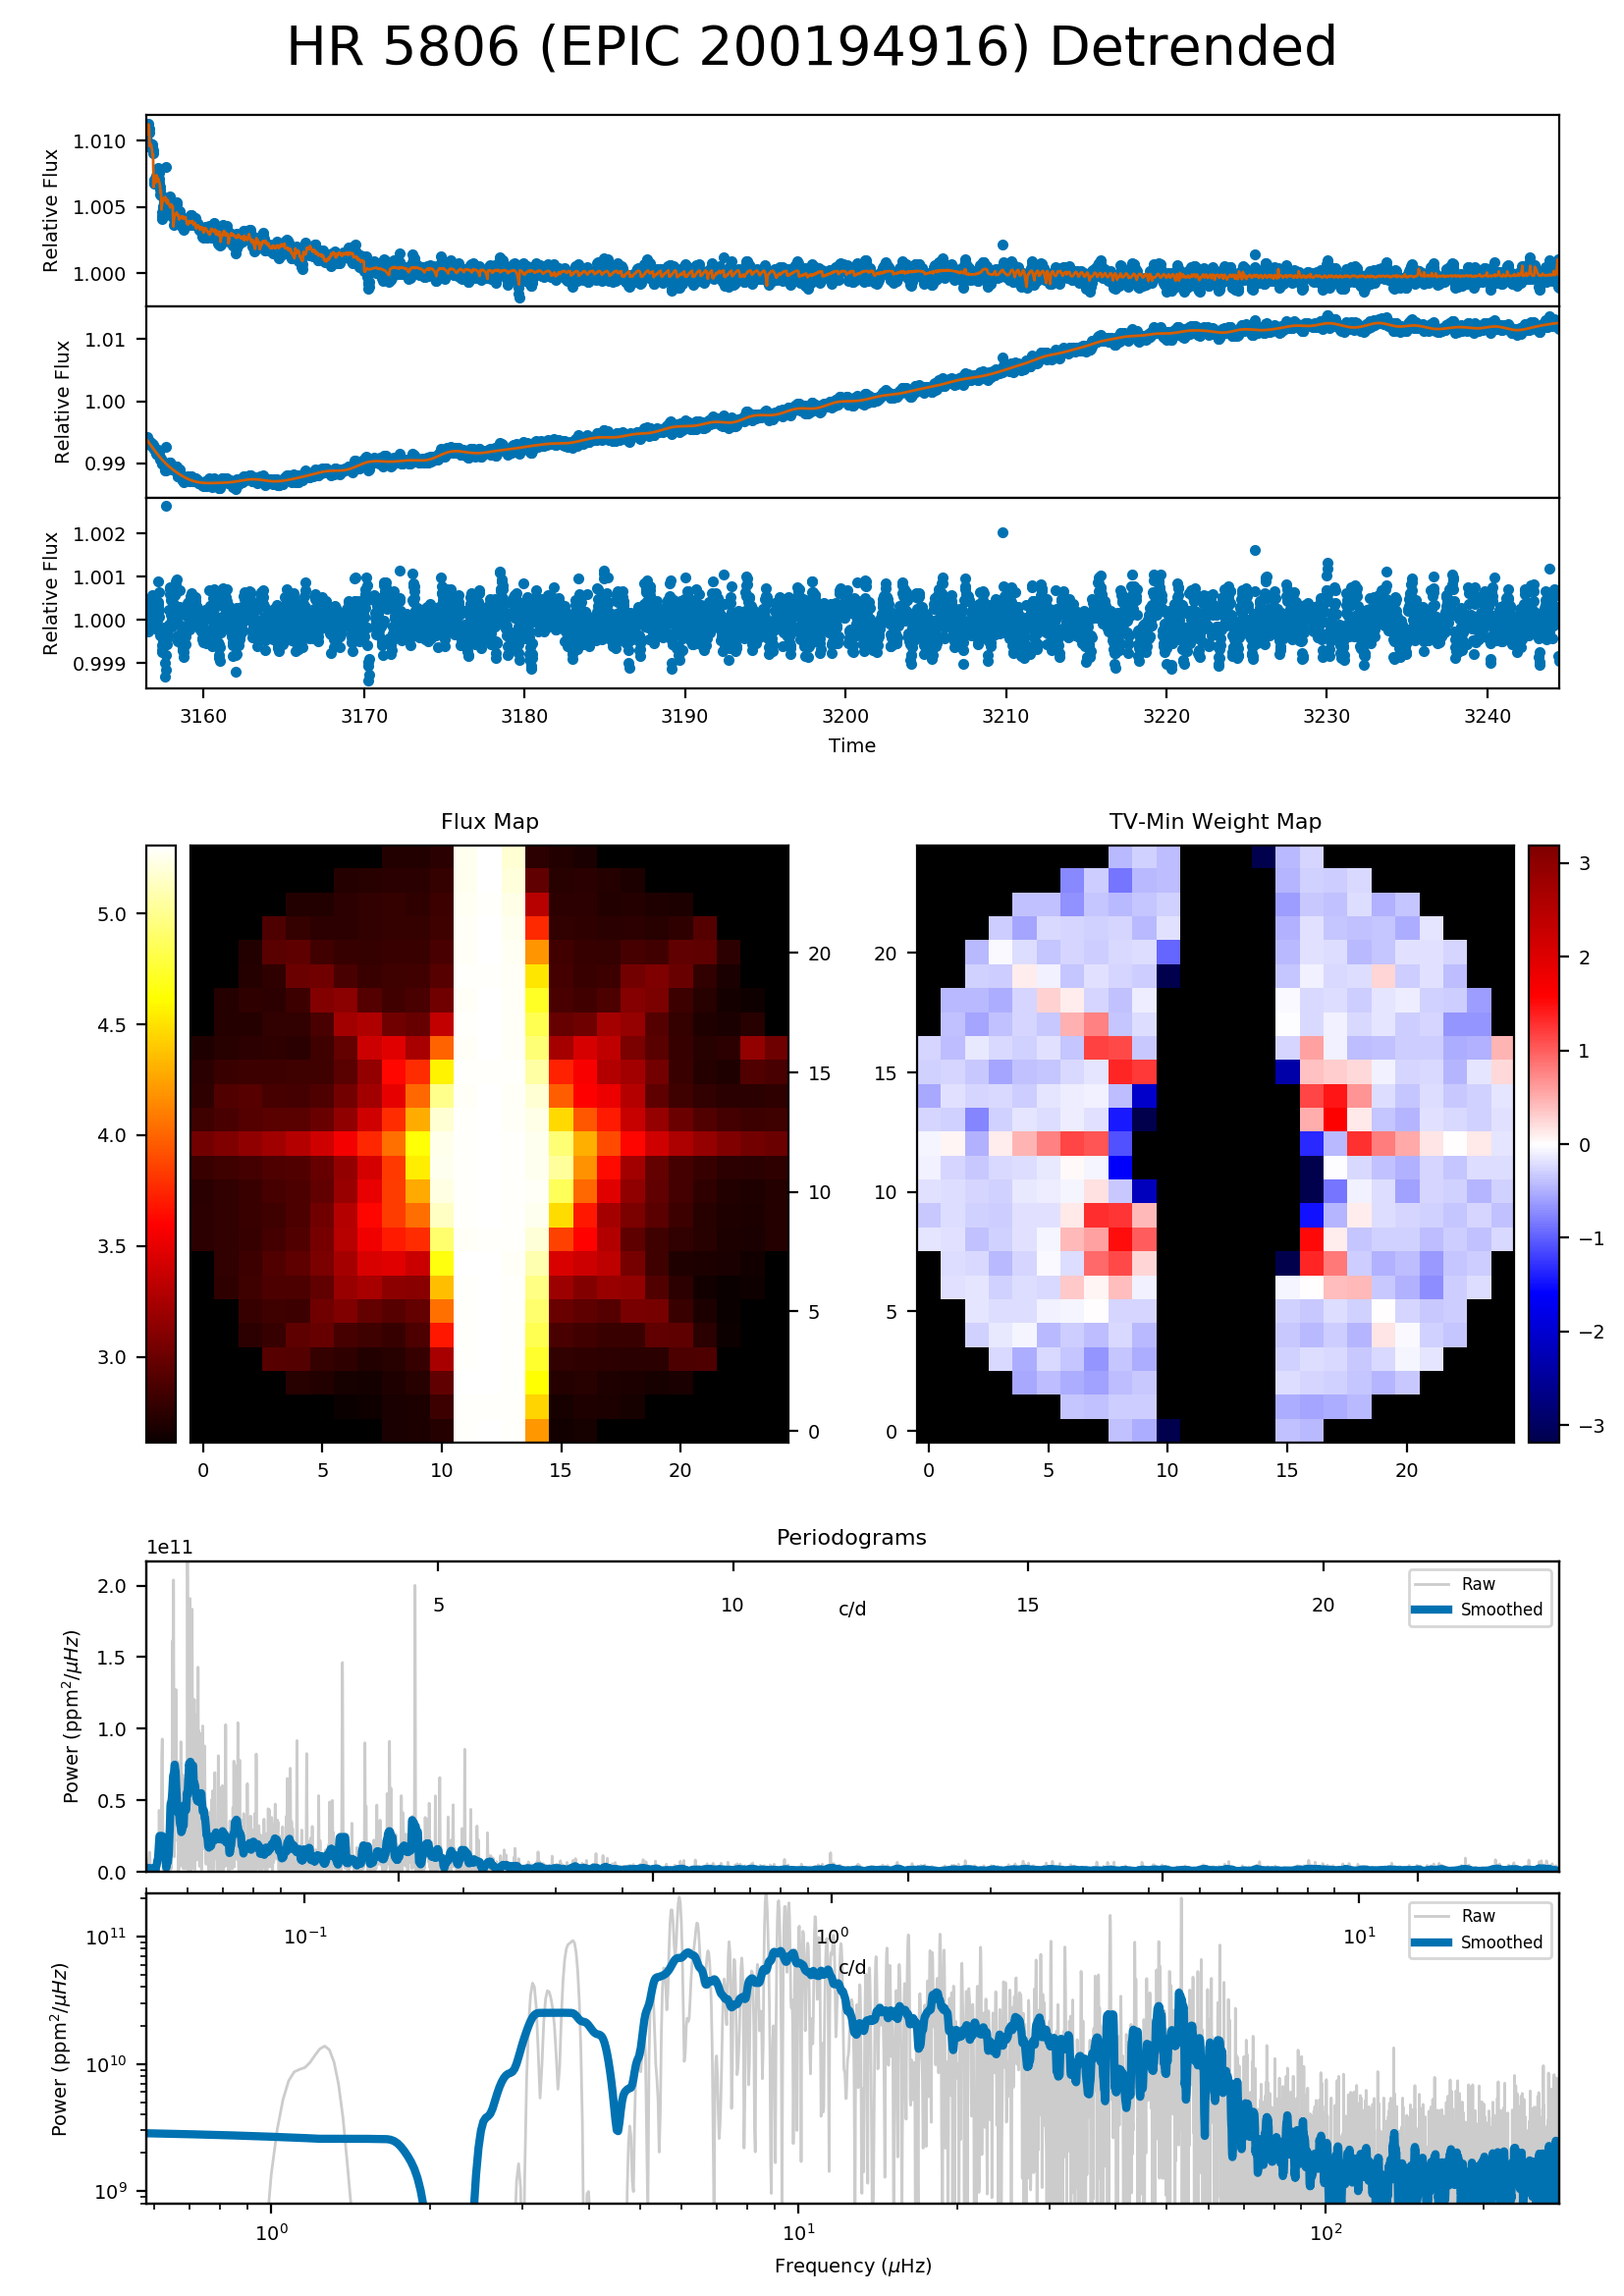 HR 5806 (EPIC 200194916) Detrended
Relative Flux
1.010
1.005
1.000
Relative Flux
1.01
1.00
0.99
Relative Flux
1.002
1.001
1.000
0.999
3160 3170 3180 3190 3200 3210 3220 3230 3240
Time
Flux Map
5.0
4.5
4.0
3.5
3.0
20
15
10
5
0
0 5 10 15 20
TV-Min Weight Map
20
15
10
5
0
0 5 10 15 20
3
2
1
0
−1
−2
−3
Periodograms
1e11
Power (ppm²/μHz)
2.0
1.5
1.0
0.5
0.0
5 10 15 20
c/d
Raw
Smoothed
Power (ppm²/μHz)
10¹¹
10¹⁰
10⁹
10⁻¹ 10⁰ 10¹
c/d
Raw
Smoothed
10⁰ 10¹ 10²
Frequency (μHz)